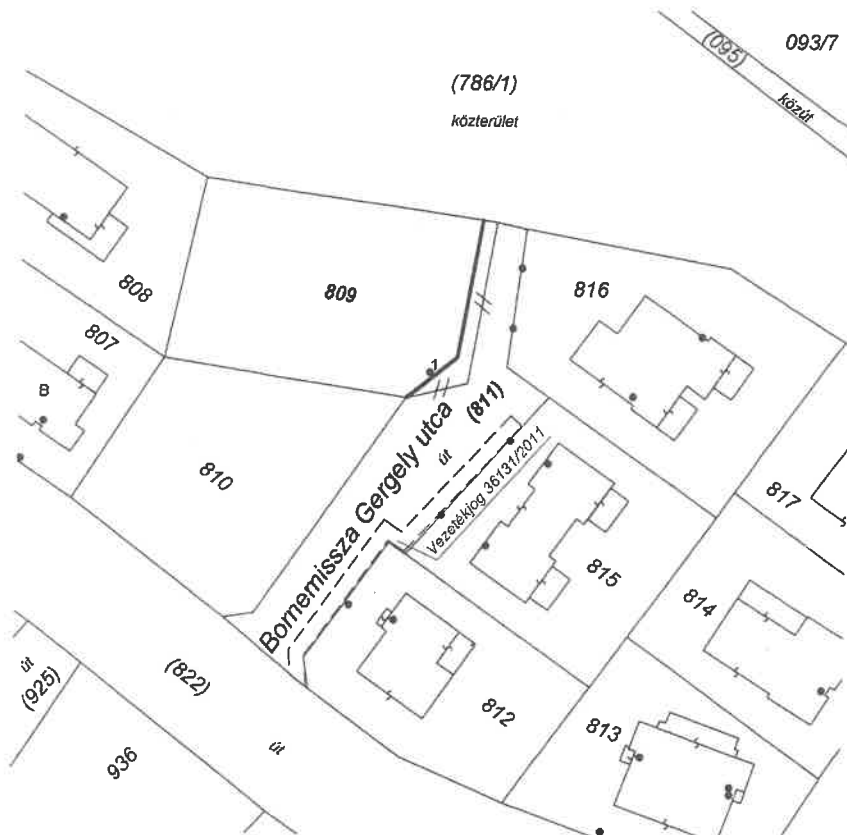 093/7
(095)
közút
(786/1)
közterület
808
809
816
807
1
B
810
Bornemissza Gergely utca
(811)
út
Vezetékjog 36131/2011
817
815
814
út
(925)
(822)
812
813
936
út